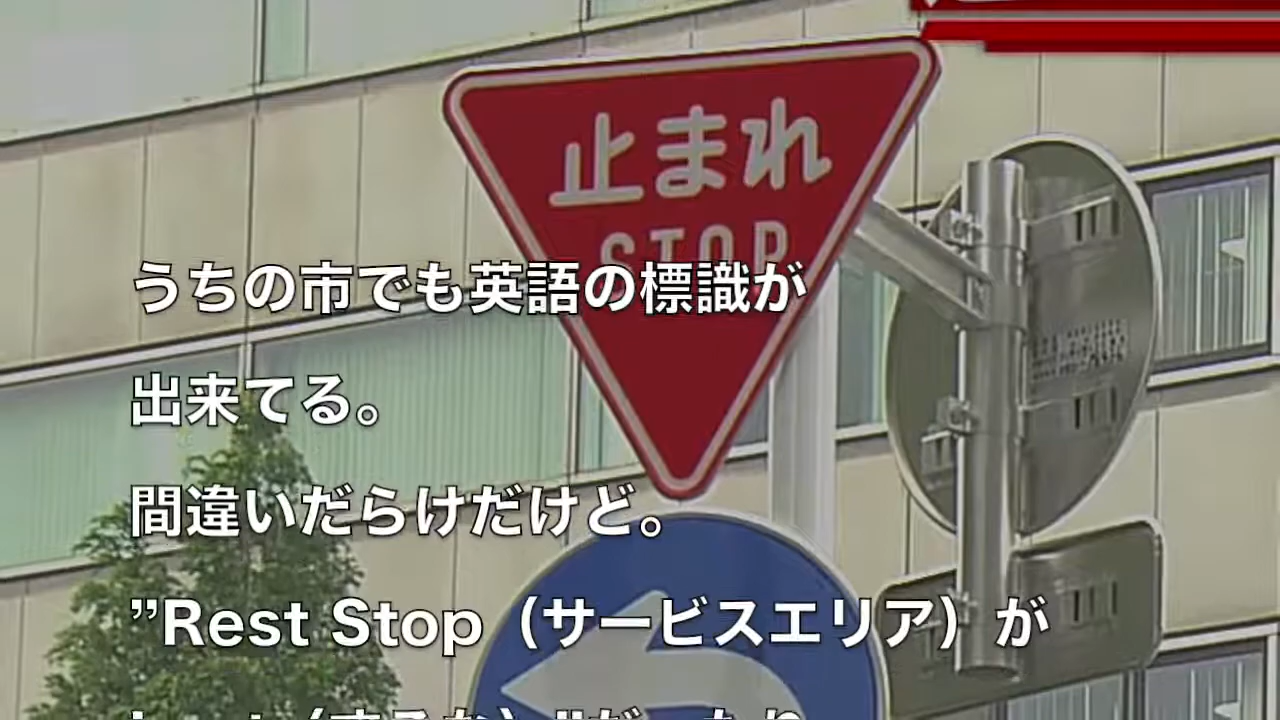 止まれ
STOP
うちの市でも英語の標識が
出来てる。
間違いだらけだけど。
”Rest Stop（サービスエリア）が